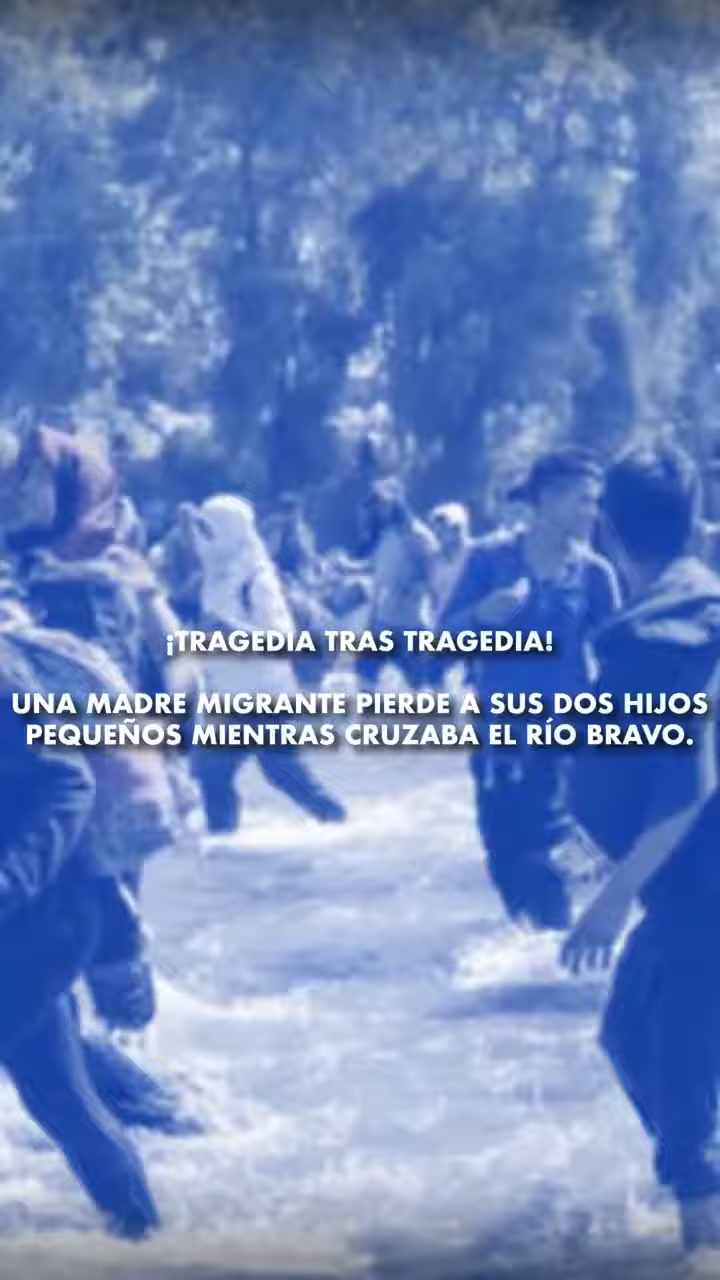 ¡TRAGEDIA TRAS TRAGEDIA!
UNA MADRE MIGRANTE PIERDE A SUS DOS HIJOS
PEQUEÑOS MIENTRAS CRUZABA EL RÍO BRAVO.